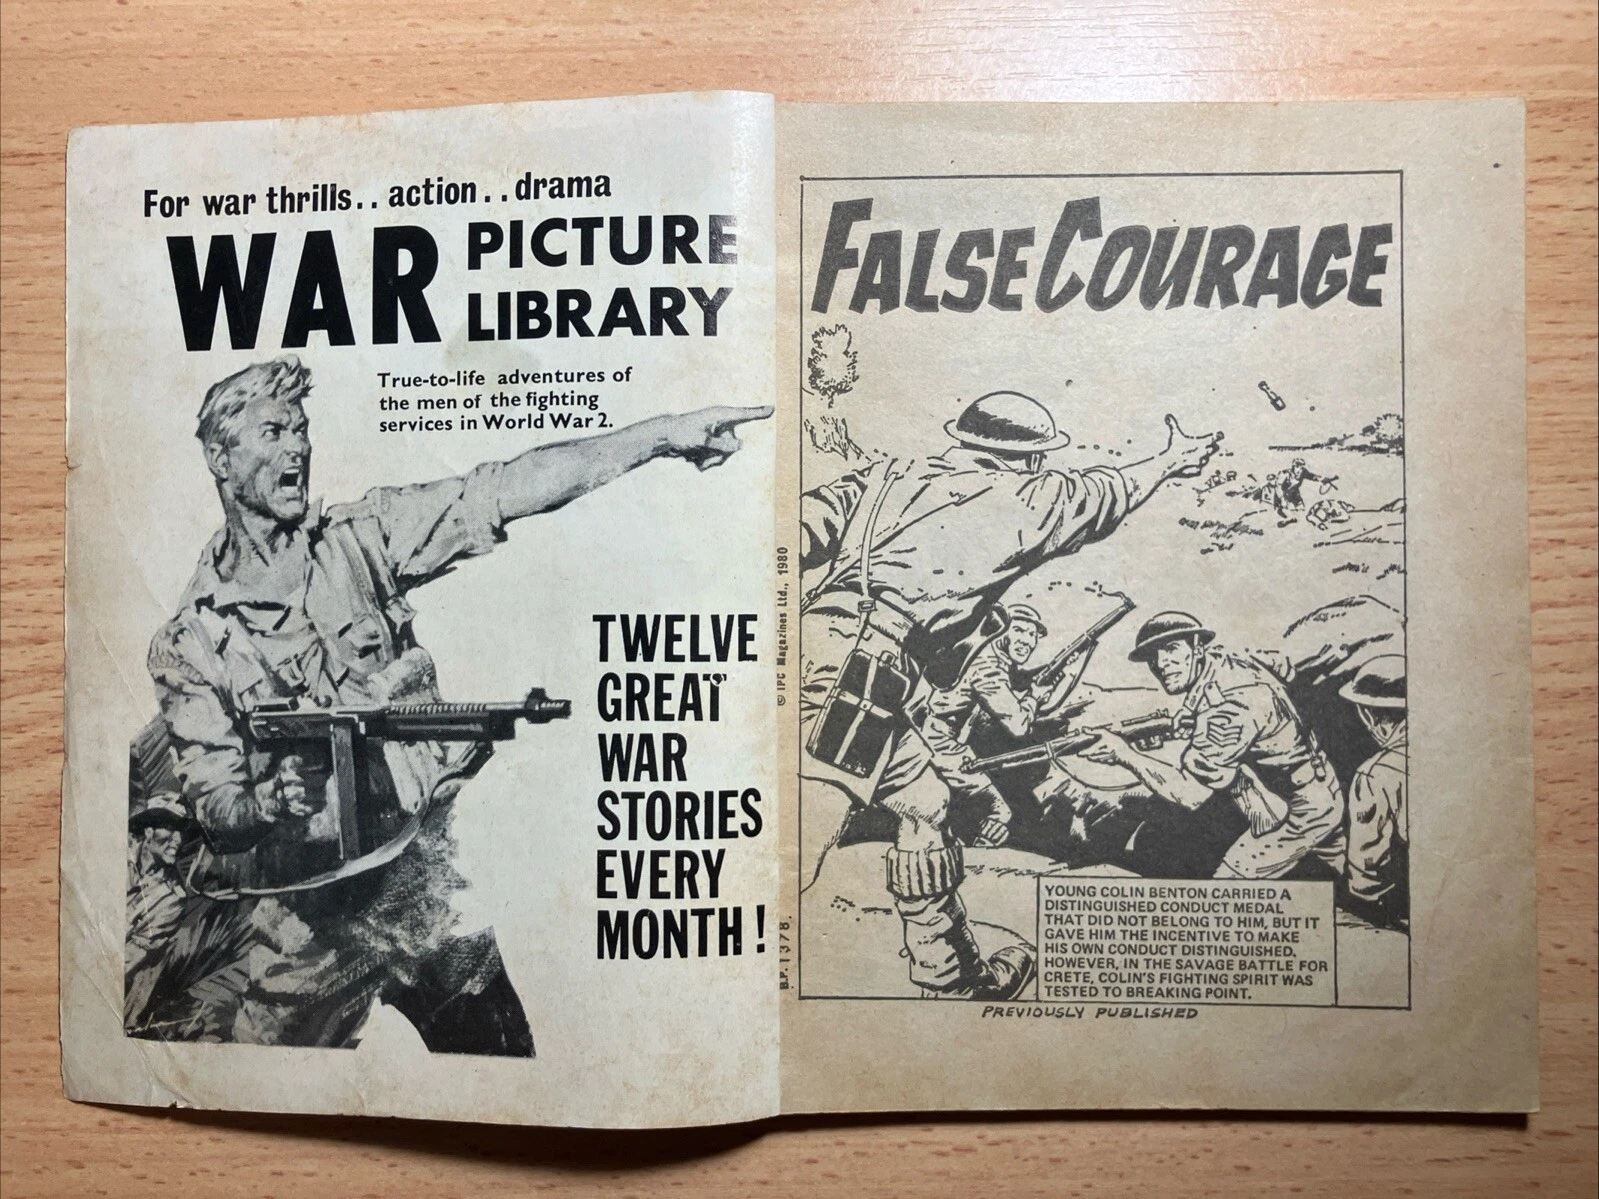 For war thrills.. action.. drama
WAR PICTURE
LIBRARY
True-to-life adventures of
the men of the fighting
services in World War 2.
TWELVE
GREAT
WAR
STORIES
EVERY
MONTH!
© IPC Magazines Ltd., 1980
B.P. 1378.
FALSE COURAGE
YOUNG COLIN BENTON CARRIED A
DISTINGUISHED CONDUCT MEDAL
THAT DID NOT BELONG TO HIM, BUT IT
GAVE HIM THE INCENTIVE TO MAKE
HIS OWN CONDUCT DISTINGUISHED.
HOWEVER, IN THE SAVAGE BATTLE FOR
CRETE, COLIN'S FIGHTING SPIRIT WAS
TESTED TO BREAKING POINT.
PREVIOUSLY PUBLISHED